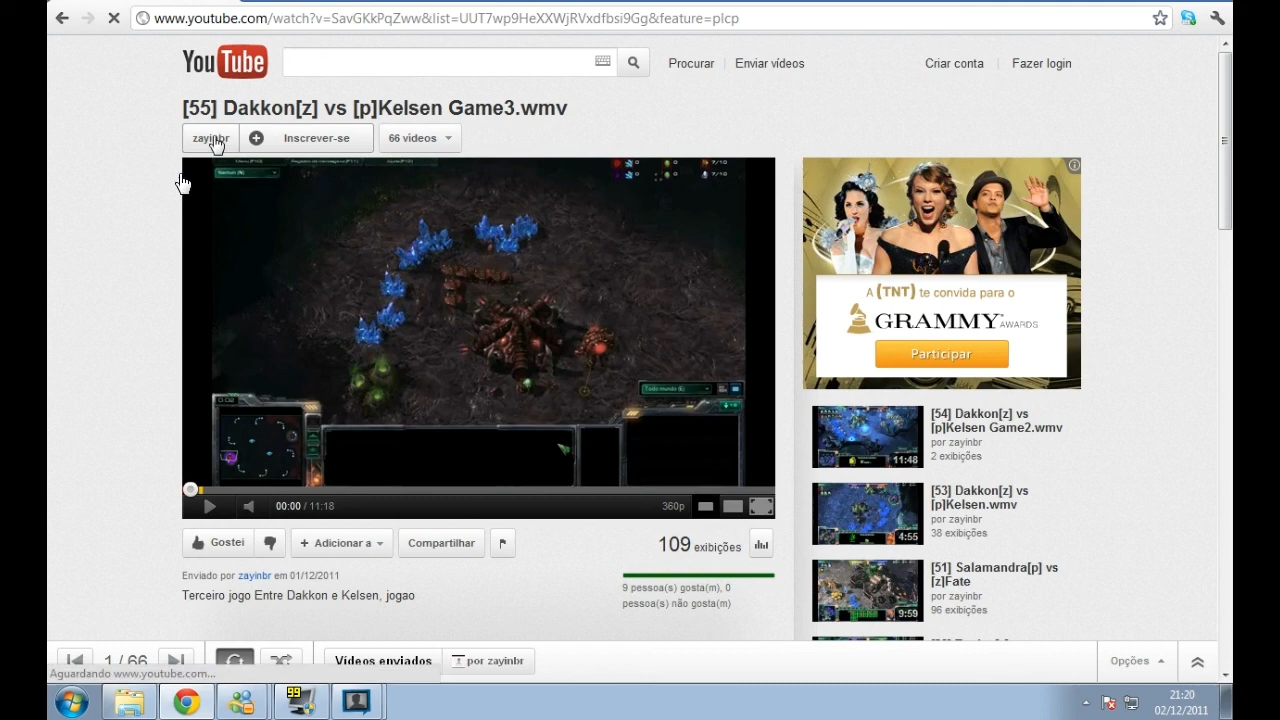 www.youtube.com/watch?v=SavGKkPqZww&list=UUT7wp9HeXXWjRVxdfbsi9Gg&feature=plcp
YouTube
Procurar
Enviar vídeos
Criar conta
Fazer login
[55] Dakkon[z] vs [p]Kelsen Game3.wmv
zayinbr
Inscrever-se
66 vídeos
A (TNT) te convida para o
GRAMMY AWARDS
Participar
Todo mundo (E)
00:00 / 11:18
360p
[54] Dakkon[z] vs
[p]Kelsen Game2.wmv
por zayinbr
2 exibições
11:48
[53] Dakkon[z] vs
[p]Kelsen.wmv
por zayinbr
38 exibições
4:55
[51] Salamandra[p] vs
[z]Fate
por zayinbr
96 exibições
9:59
Gostei
Adicionar a
Compartilhar
109 exibições
Enviado por zayinbr em 01/12/2011
Terceiro jogo Entre Dakkon e Kelsen, jogao
9 pessoa(s) gosta(m), 0
pessoa(s) não gosta(m)
1 / 66
Vídeos enviados
por zayinbr
Opções
Aguardando www.youtube.com...
99
21:20
02/12/2011